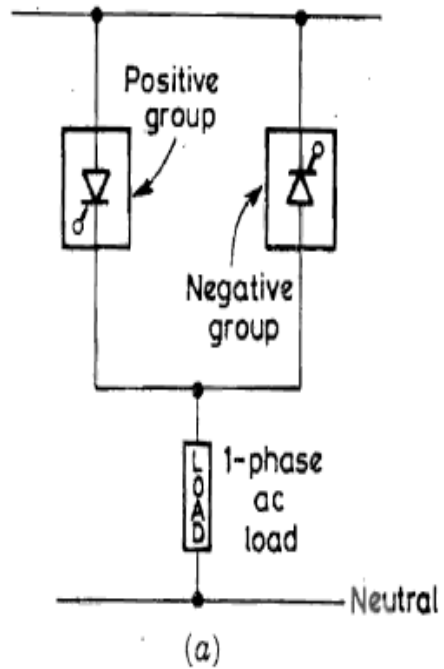 Positive
group
Negative
group
LOAD
1-phase
ac
load
Neutral
(a)